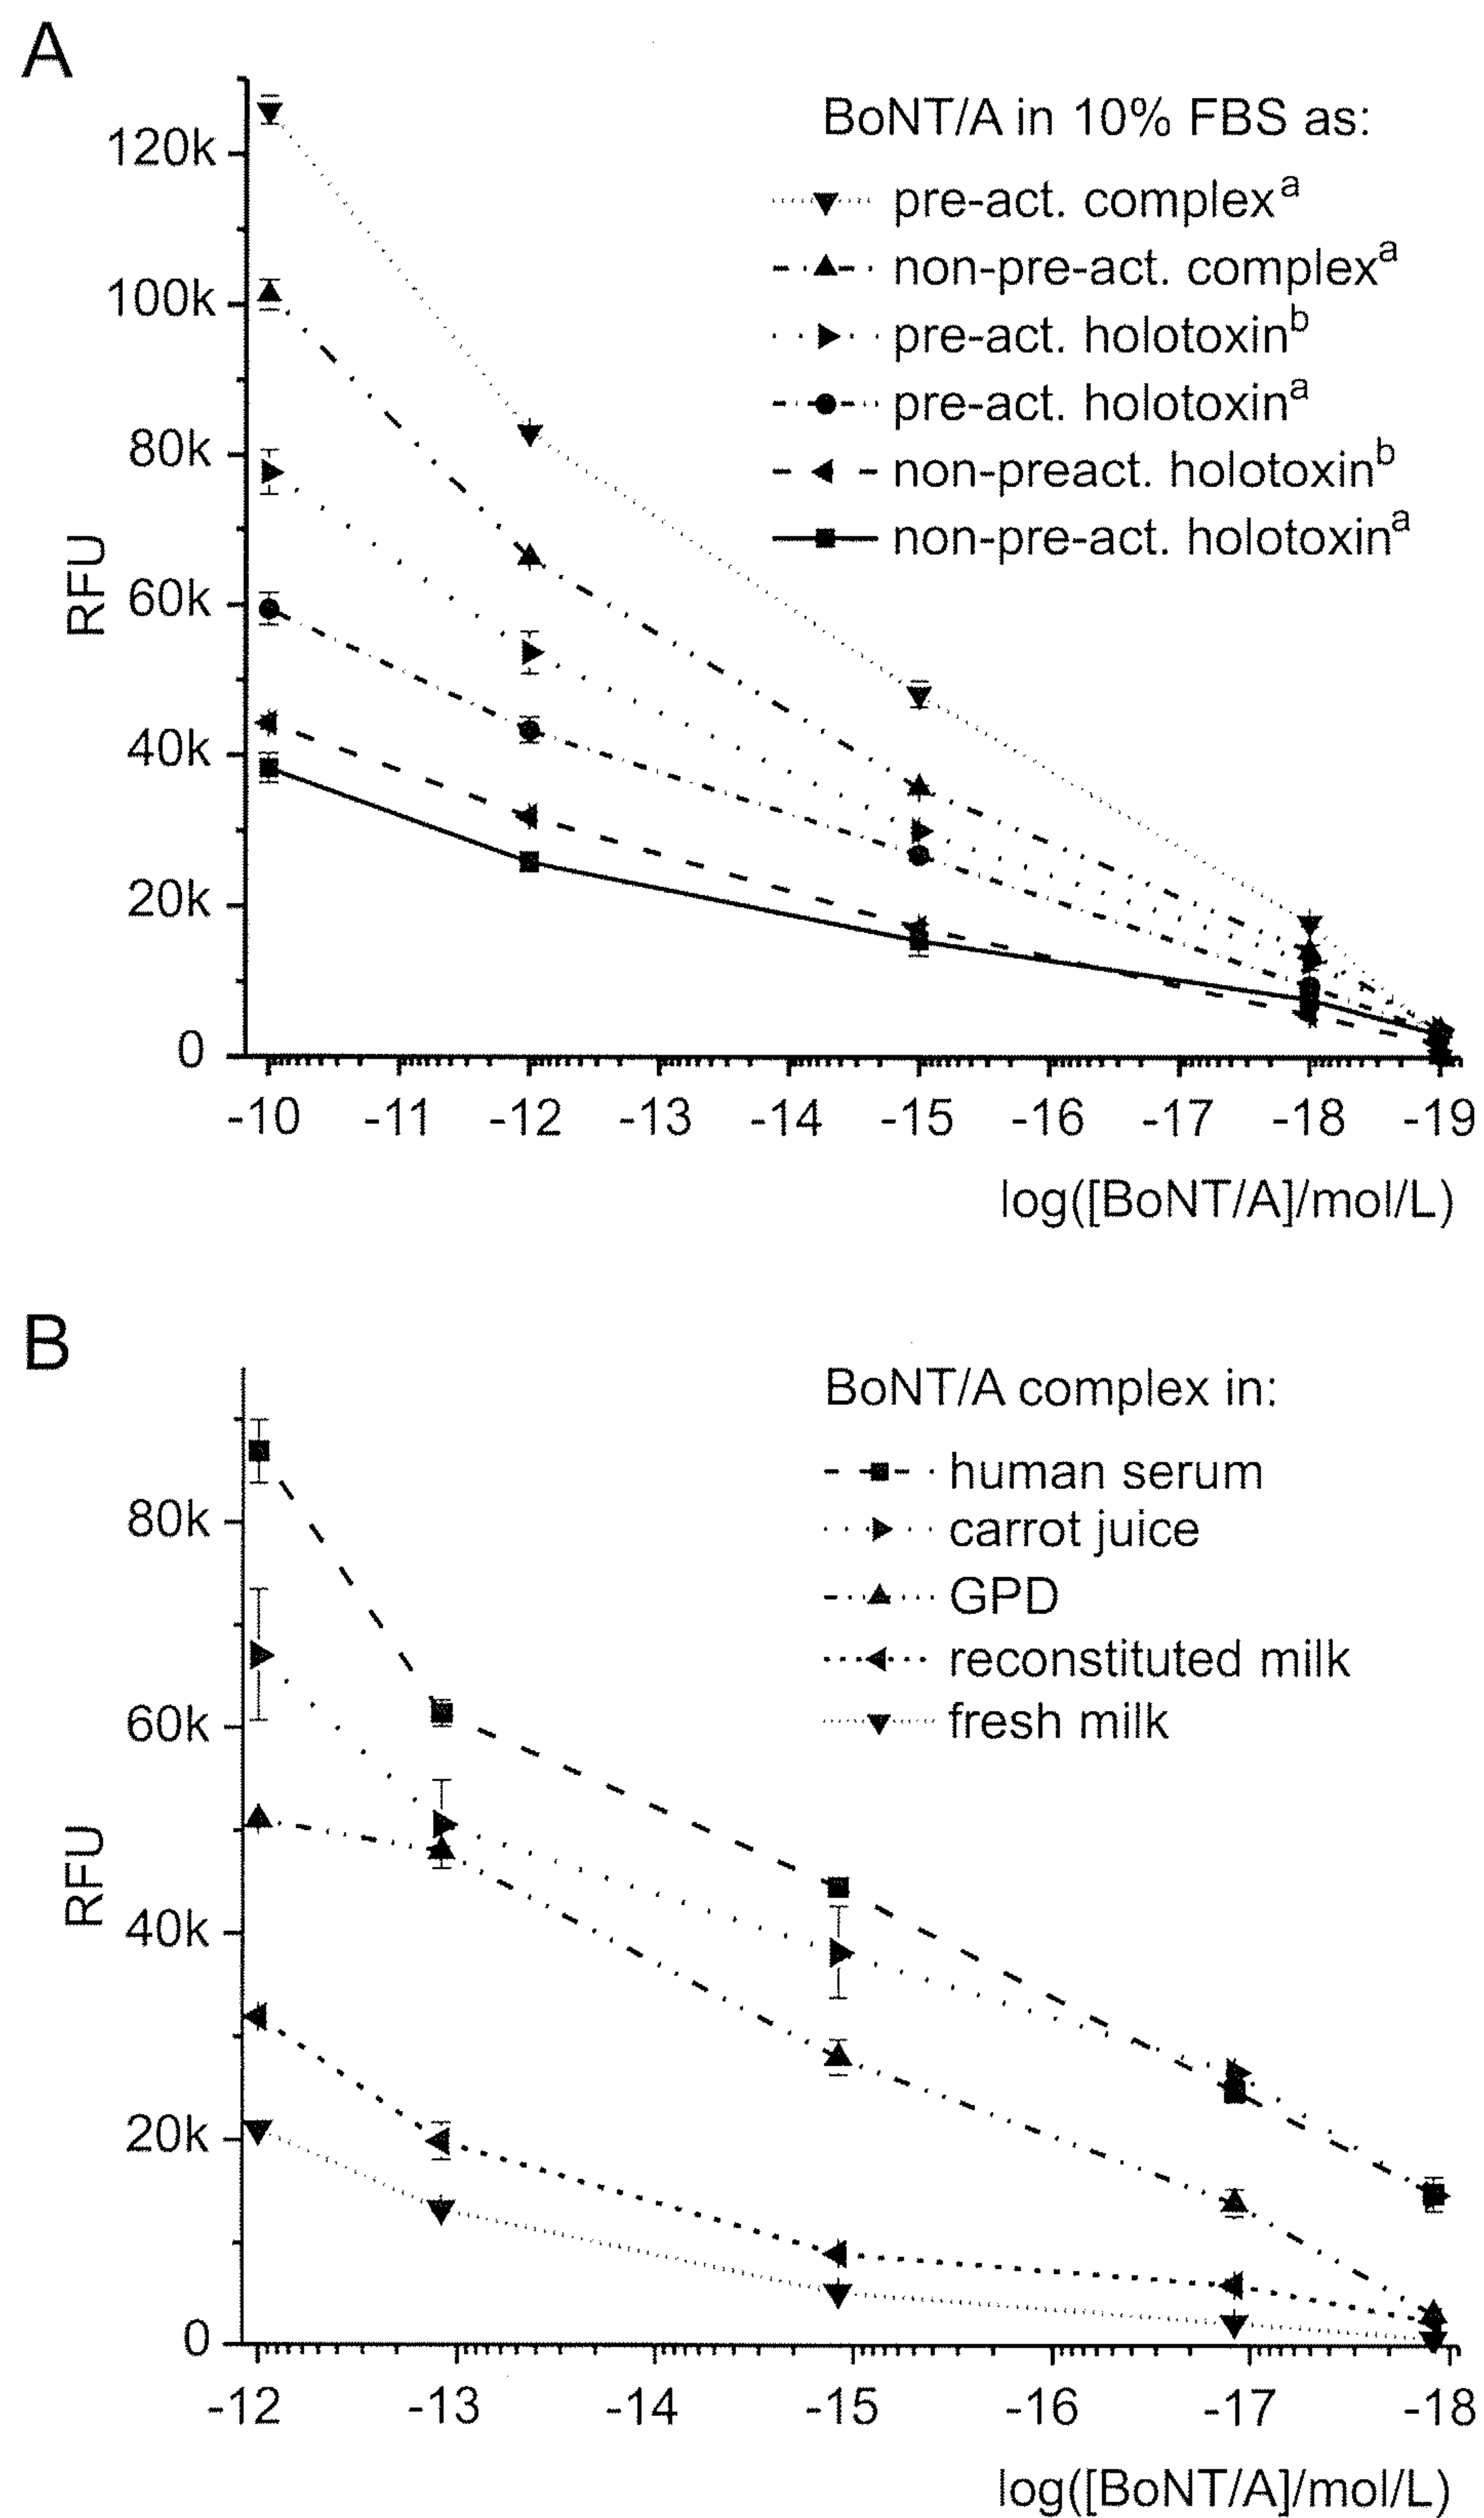 A
BoNT/A in 10% FBS as:
pre-act. complexᵃ
non-pre-act. complexᵃ
pre-act. holotoxinᵇ
pre-act. holotoxinᵃ
non-preact. holotoxinᵇ
non-pre-act. holotoxinᵃ
120k
100k
80k
60k
40k
20k
0
RFU
-10 -11 -12 -13 -14 -15 -16 -17 -18 -19
log([BoNT/A]/mol/L)
B
BoNT/A complex in:
human serum
carrot juice
GPD
reconstituted milk
fresh milk
80k
60k
40k
20k
0
RFU
-12 -13 -14 -15 -16 -17 -18
log([BoNT/A]/mol/L)